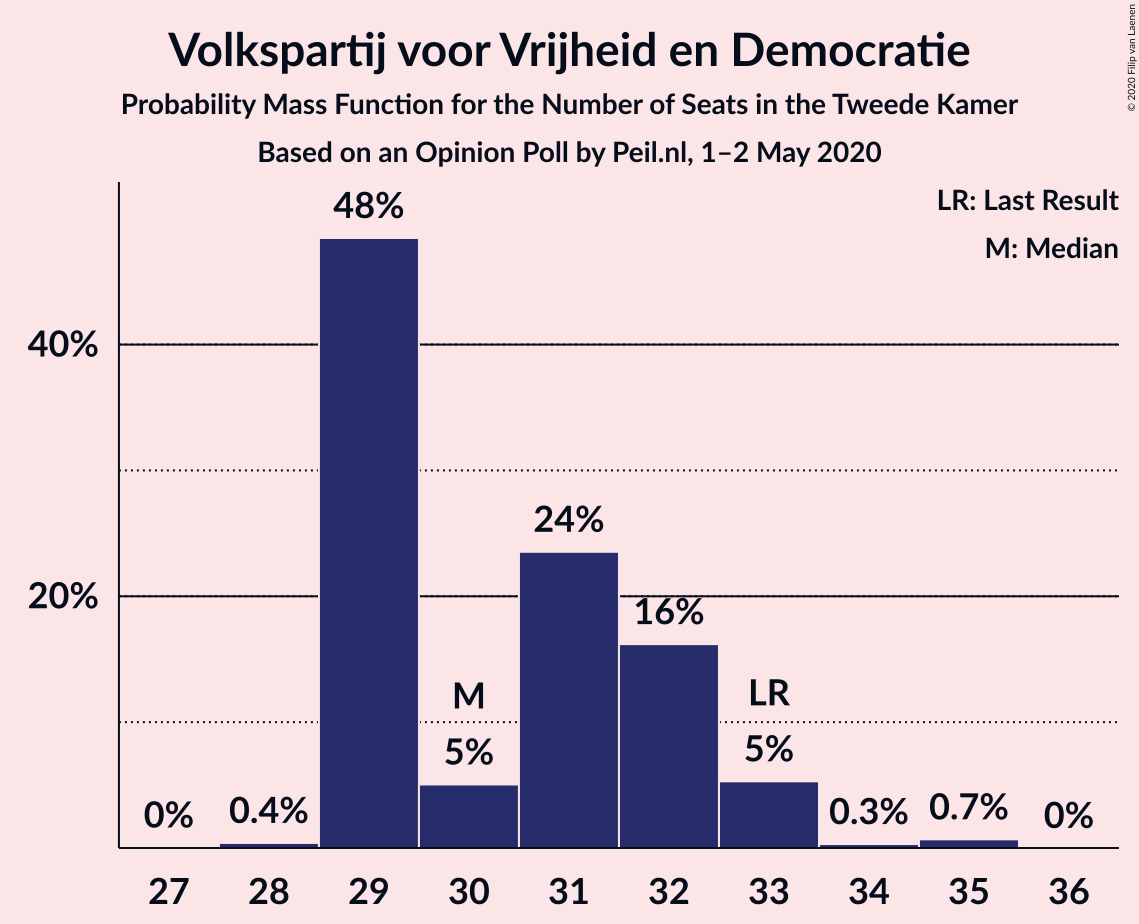 Volkspartij voor Vrijheid en Democratie
Probability Mass Function for the Number of Seats in the Tweede Kamer
Based on an Opinion Poll by Peil.nl, 1–2 May 2020
© 2020 Filip van Laenen
LR: Last Result
M: Median
48%
40%
24%
20%
16%
M
LR
5%
5%
0%
0.4%
0.3%
0.7%
0%
27 28 29 30 31 32 33 34 35 36